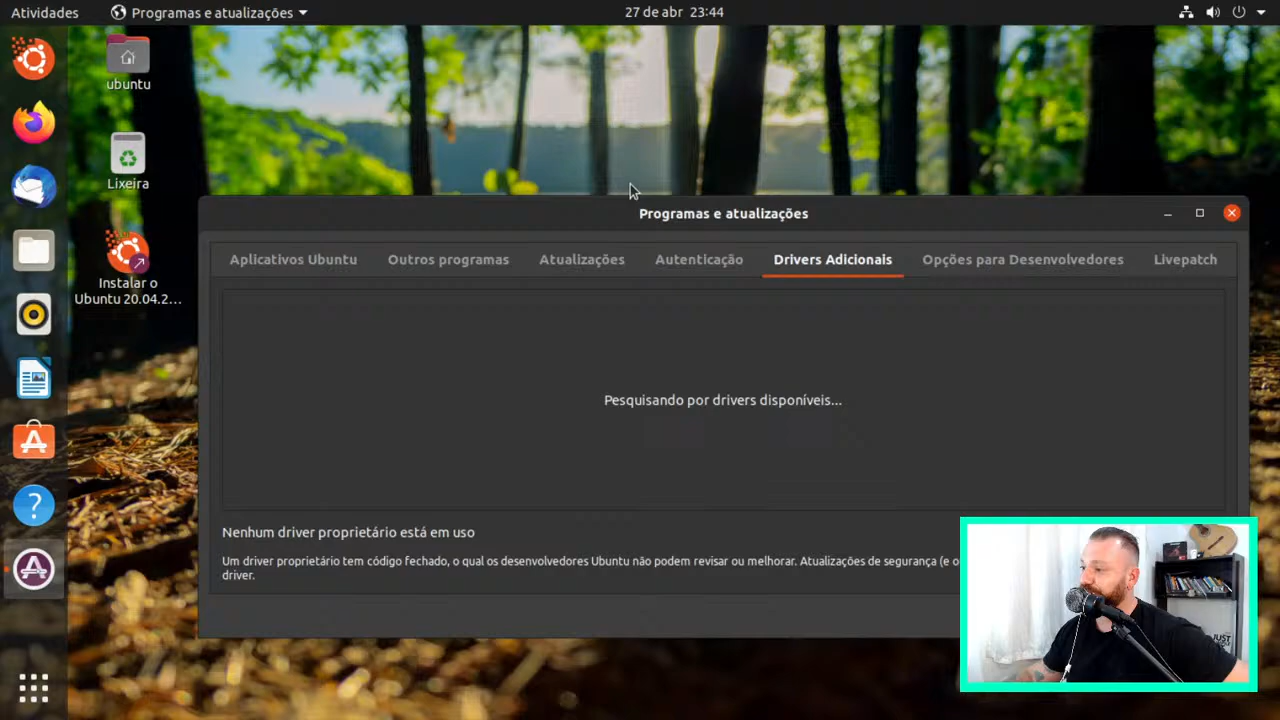 Atividades
Programas e atualizações
27 de abr 23:44
ubuntu
Lixeira
Instalar o
Ubuntu 20.04.2...
Programas e atualizações
Aplicativos Ubuntu
Outros programas
Atualizações
Autenticação
Drivers Adicionais
Opções para Desenvolvedores
Livepatch
Pesquisando por drivers disponíveis...
Nenhum driver proprietário está em uso
Um driver proprietário tem código fechado, o qual os desenvolvedores Ubuntu não podem revisar ou melhorar. Atualizações de segurança (e o
driver.
JUST